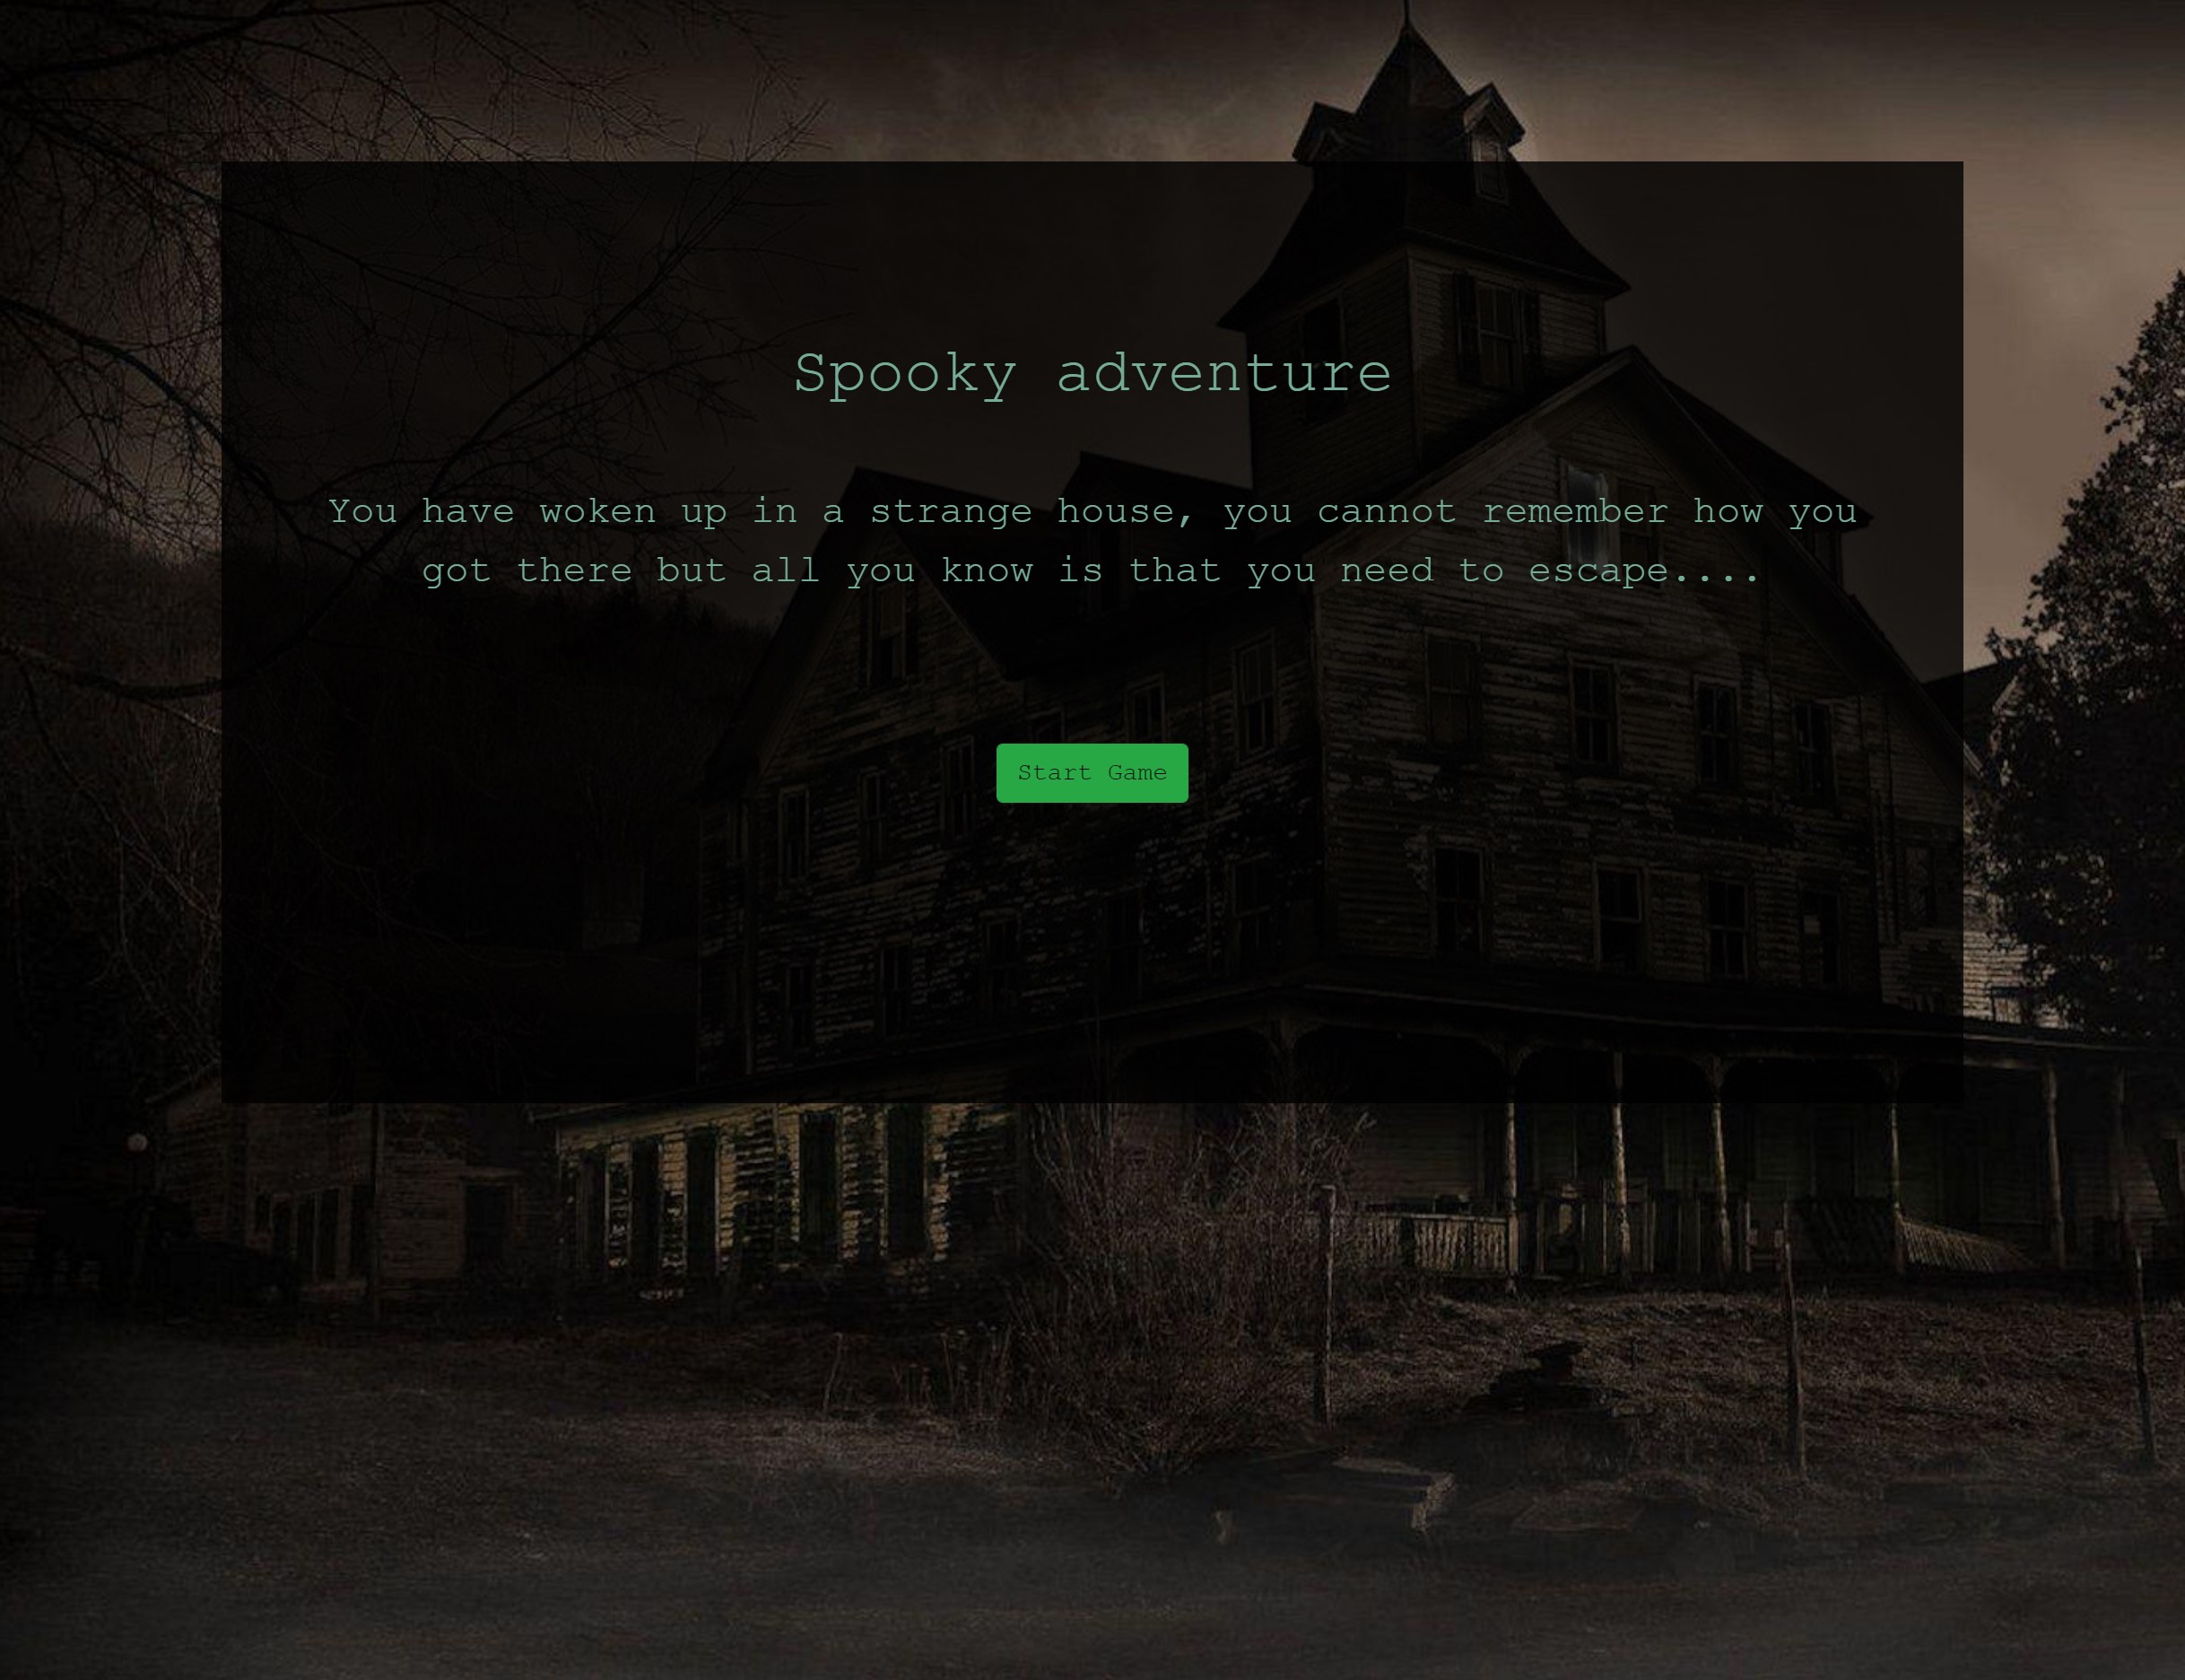 Spooky adventure
You have woken up in a strange house, you cannot remember how you
got there but all you know is that you need to escape....
Start Game